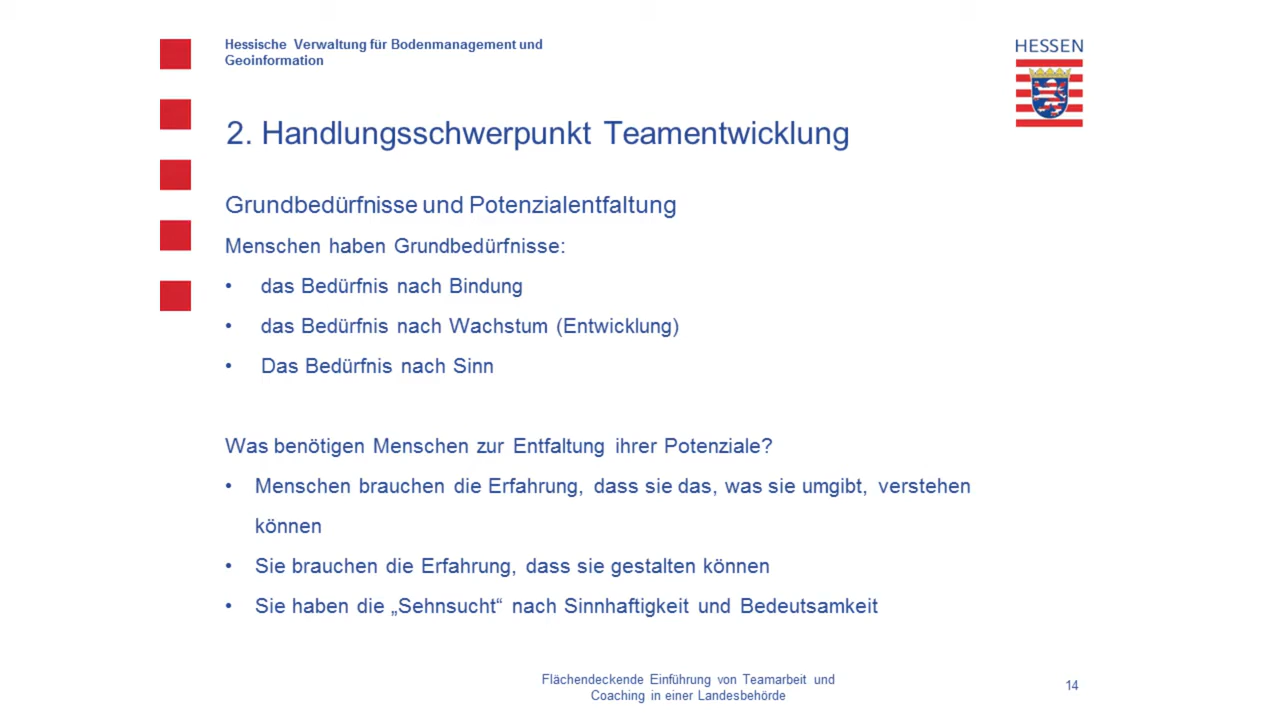 Hessische Verwaltung für Bodenmanagement und
Geoinformation
HESSEN
2. Handlungsschwerpunkt Teamentwicklung
Grundbedürfnisse und Potenzialentfaltung
Menschen haben Grundbedürfnisse:
• das Bedürfnis nach Bindung
• das Bedürfnis nach Wachstum (Entwicklung)
• Das Bedürfnis nach Sinn
Was benötigen Menschen zur Entfaltung ihrer Potenziale?
• Menschen brauchen die Erfahrung, dass sie das, was sie umgibt, verstehen
können
• Sie brauchen die Erfahrung, dass sie gestalten können
• Sie haben die „Sehnsucht“ nach Sinnhaftigkeit und Bedeutsamkeit
Flächendeckende Einführung von Teamarbeit und
Coaching in einer Landesbehörde
14